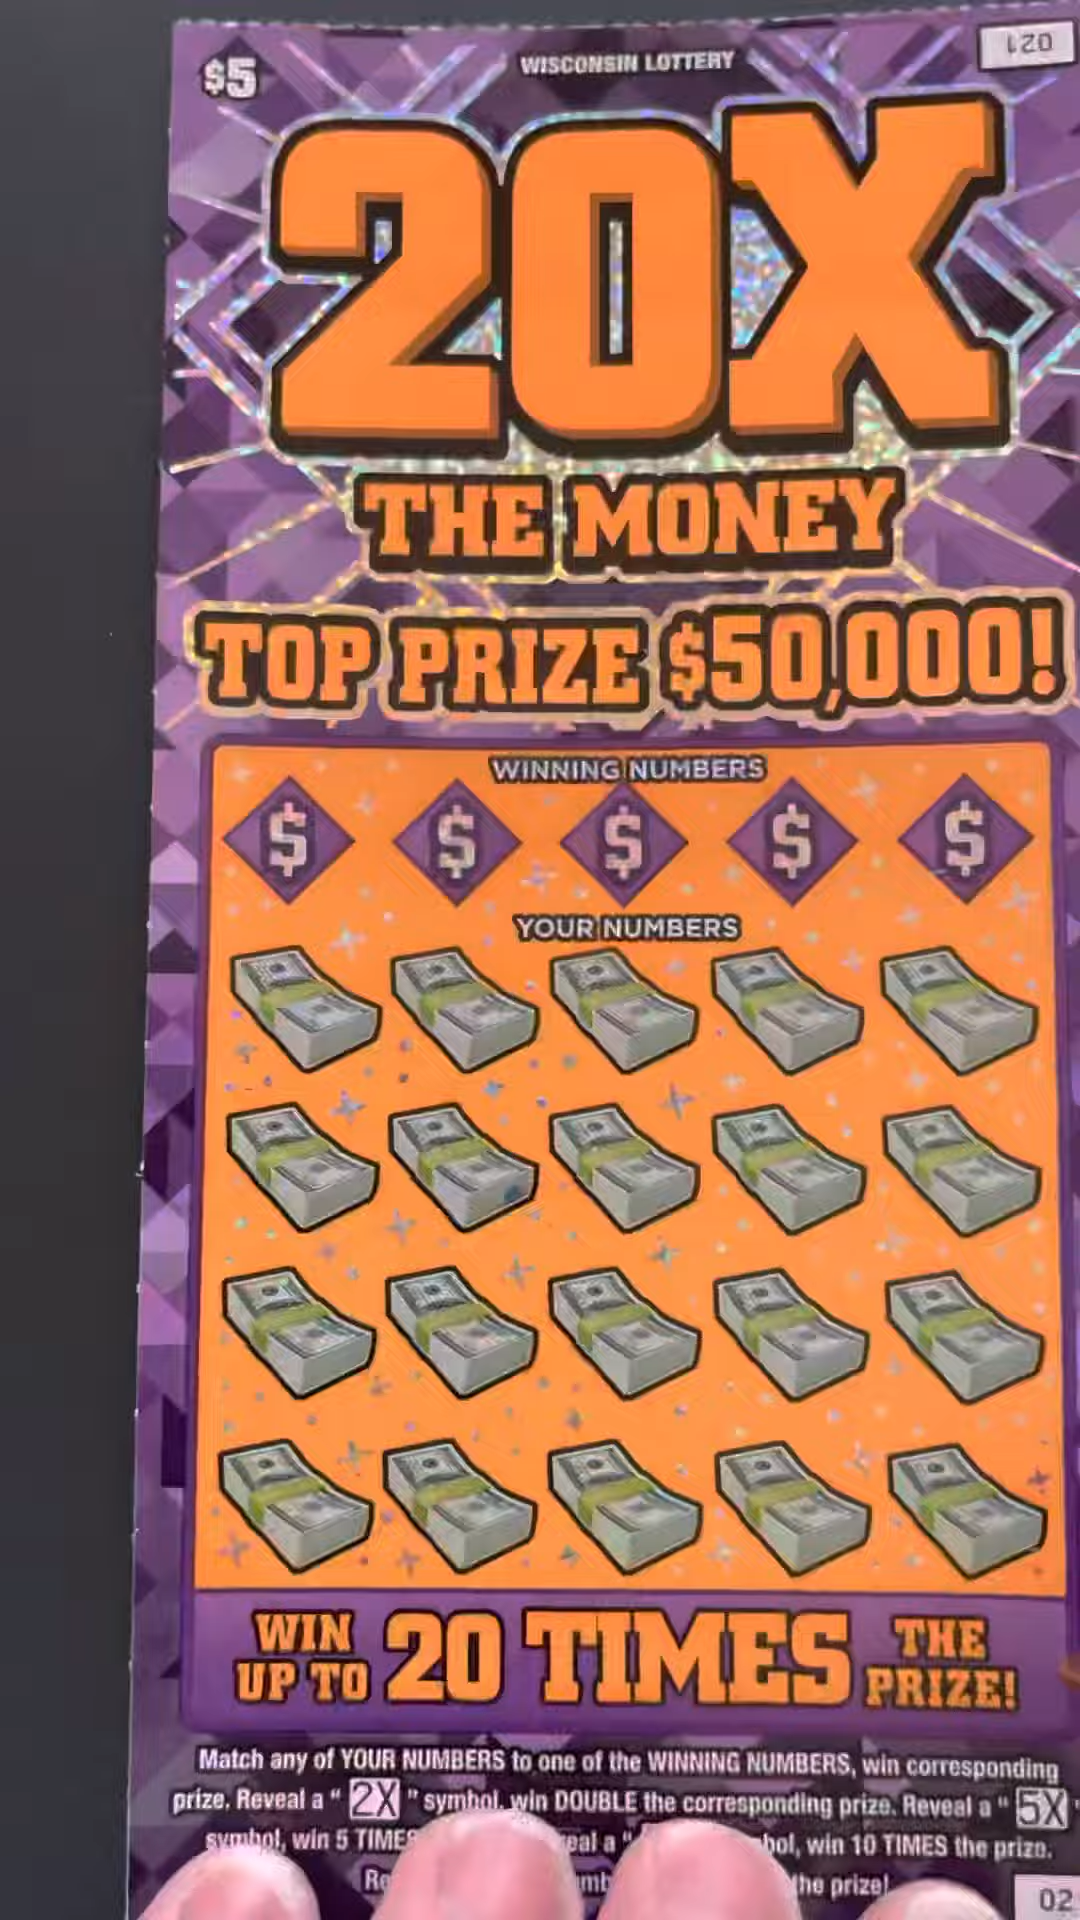 $5
WISCONSIN LOTTERY
021
20X
THE MONEY
TOP PRIZE $50,000!
WINNING NUMBERS
$ $ $ $ $
YOUR NUMBERS
WIN UP TO 20 TIMES THE PRIZE!
Match any of YOUR NUMBERS to one of the WINNING NUMBERS, win corresponding
prize. Reveal a "2X" symbol, win DOUBLE the corresponding prize. Reveal a "5X"
symbol, win 5 TIMES a " win 10 TIMES the prize.
the prize!
02